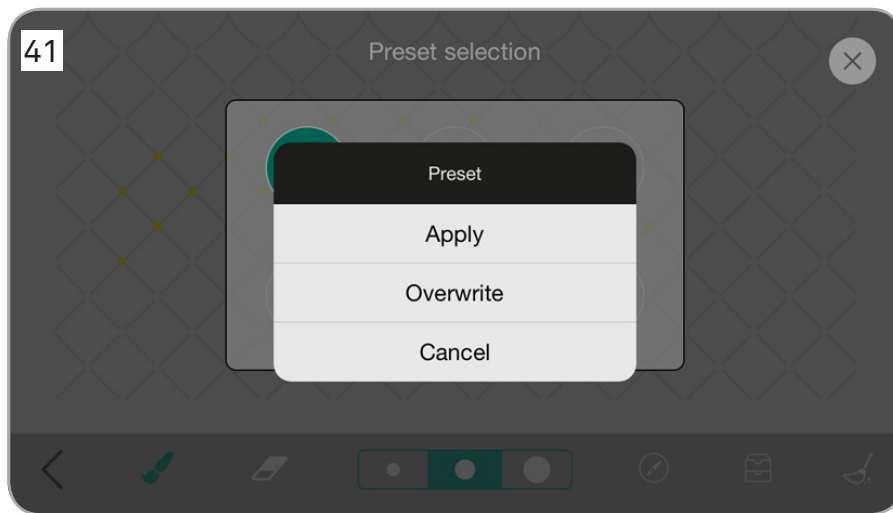 41
Preset selection
Preset
Apply
Overwrite
Cancel